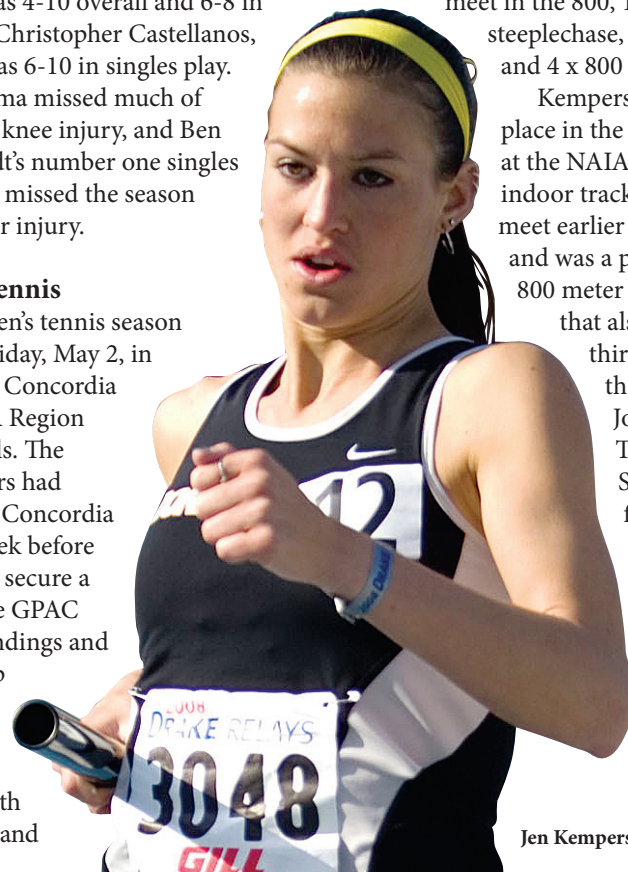 as 4-10 overall and 6-8 in
Christopher Castellanos,
as 6-10 in singles play.
ma missed much of
knee injury, and Ben
dt's number one singles
missed the season
r injury.
ennis
en's tennis season
iday, May 2, in
Concordia
Region
ls. The
rs had
Concordia
ek before
secure a
e GPAC
ndings and
th
and
meet in the 800, 1
steeplechase,
and 4 x 800
Kempers
place in the
at the NAIA
indoor track
meet earlier
and was a p
800 meter
that als
thir
th
Jo
T
S
f
12
2008
DRAKE RELAYS
3048
GILL
Jen Kempers